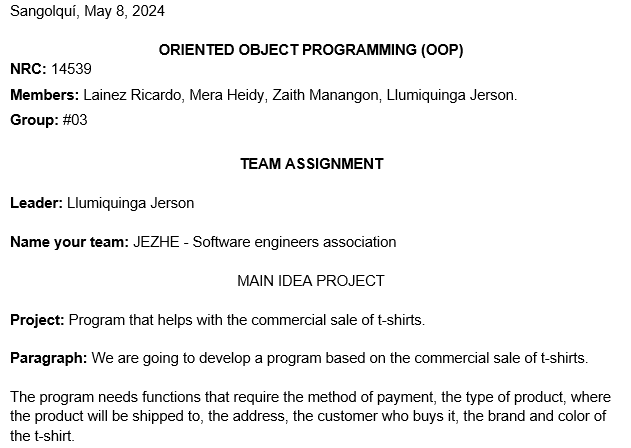 Sangolquí, May 8, 2024
ORIENTED OBJECT PROGRAMMING (OOP)
NRC: 14539
Members: Lainez Ricardo, Mera Heidy, Zaith Manangon, Llumiquinga Jerson.
Group: #03
TEAM ASSIGNMENT
Leader: Llumiquinga Jerson
Name your team: JEZHE - Software engineers association
MAIN IDEA PROJECT
Project: Program that helps with the commercial sale of t-shirts.
Paragraph: We are going to develop a program based on the commercial sale of t-shirts.
The program needs functions that require the method of payment, the type of product, where
the product will be shipped to, the address, the customer who buys it, the brand and color of
the t-shirt.